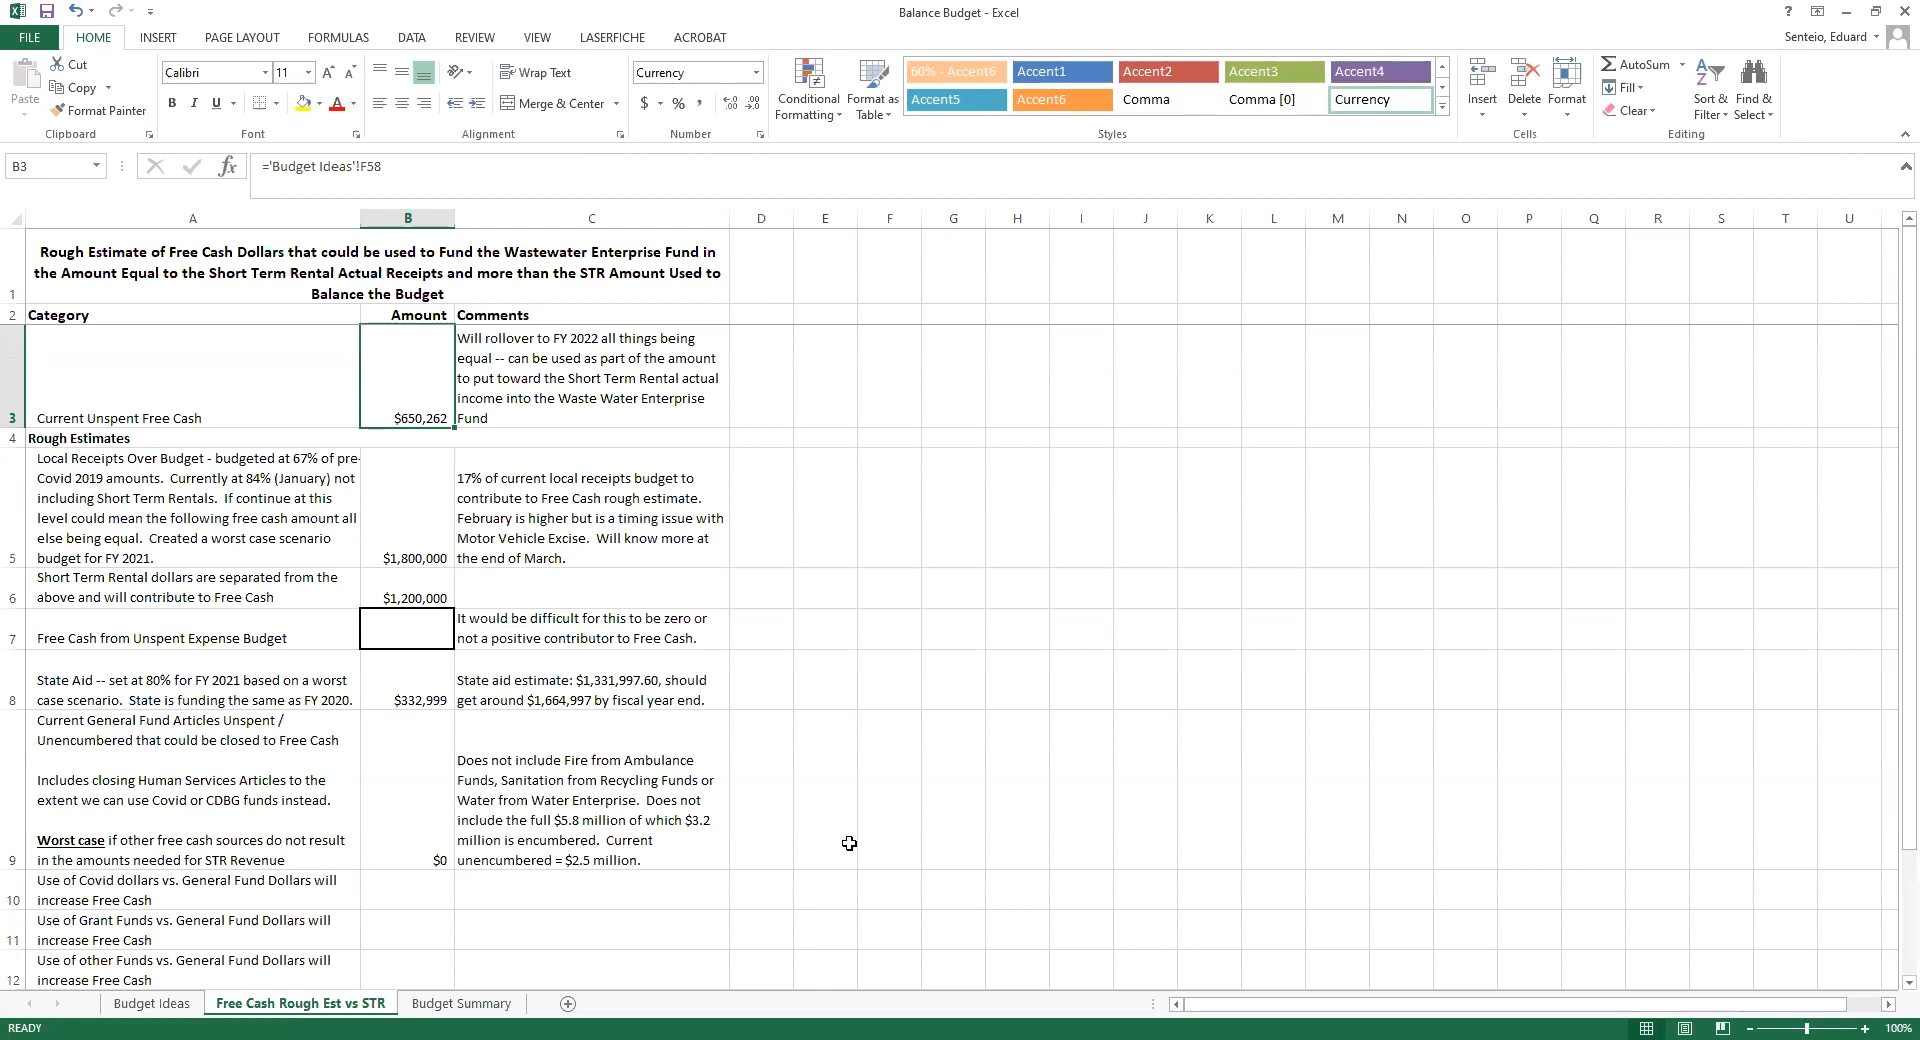 Balance Budget - Excel
?
FILE HOME INSERT PAGE LAYOUT FORMULAS DATA REVIEW VIEW LASERFICHE ACROBAT
Senteio, Eduard
Paste
Cut
Copy
Format Painter
Clipboard
Calibri 11
B I U
Font
Wrap Text
Merge & Center
Alignment
Currency
$ % ,
Number
Conditional Formatting
Format as Table
60% - Accent6 Accent1 Accent2 Accent3 Accent4
Accent5 Accent6 Comma Comma [0] Currency
Styles
Insert Delete Format
Cells
AutoSum
Fill
Clear
Sort & Filter
Find & Select
Editing
B3
fx
='Budget Ideas'!F58
A B C D E F G H I J K L M N O P Q R S T U
1
Rough Estimate of Free Cash Dollars that could be used to Fund the Wastewater Enterprise Fund in
the Amount Equal to the Short Term Rental Actual Receipts and more than the STR Amount Used to
Balance the Budget
2 Category Amount Comments
3
Current Unspent Free Cash
$650,262
Will rollover to FY 2022 all things being
equal -- can be used as part of the amount
to put toward the Short Term Rental actual
income into the Waste Water Enterprise
Fund
4 Rough Estimates
5
Local Receipts Over Budget - budgeted at 67% of pre-
Covid 2019 amounts. Currently at 84% (January) not
including Short Term Rentals. If continue at this
level could mean the following free cash amount all
else being equal. Created a worst case scenario
budget for FY 2021.
$1,800,000
17% of current local receipts budget to
contribute to Free Cash rough estimate.
February is higher but is a timing issue with
Motor Vehicle Excise. Will know more at
the end of March.
6
Short Term Rental dollars are separated from the
above and will contribute to Free Cash
$1,200,000
7
Free Cash from Unspent Expense Budget
It would be difficult for this to be zero or
not a positive contributor to Free Cash.
8
State Aid -- set at 80% for FY 2021 based on a worst
case scenario. State is funding the same as FY 2020.
$332,999
State aid estimate: $1,331,997.60, should
get around $1,664,997 by fiscal year end.
9
Current General Fund Articles Unspent /
Unencumbered that could be closed to Free Cash
Includes closing Human Services Articles to the
extent we can use Covid or CDBG funds instead.
Worst case if other free cash sources do not result
in the amounts needed for STR Revenue
$0
Does not include Fire from Ambulance
Funds, Sanitation from Recycling Funds or
Water from Water Enterprise. Does not
include the full $5.8 million of which $3.2
million is encumbered. Current
unencumbered = $2.5 million.
10
Use of Covid dollars vs. General Fund Dollars will
increase Free Cash
11
Use of Grant Funds vs. General Fund Dollars will
increase Free Cash
12
Use of other Funds vs. General Fund Dollars will
increase Free Cash
Budget Ideas Free Cash Rough Est vs STR Budget Summary
READY
100%